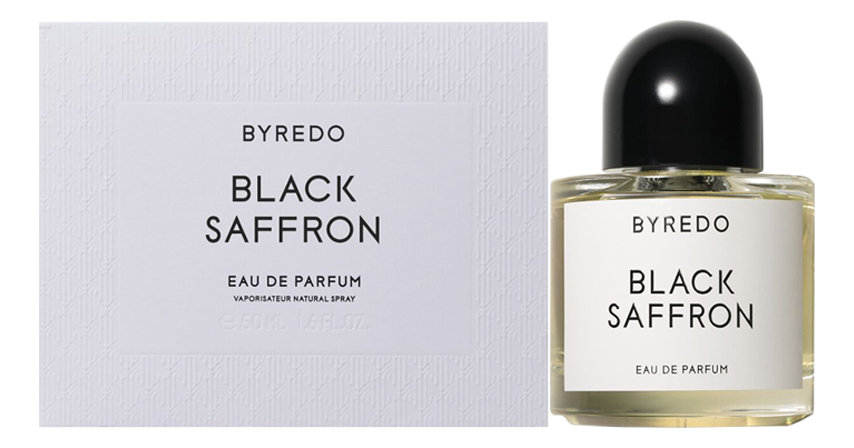 BYREDO
BLACK
SAFFRON
EAU DE PARFUM
VAPORISATEUR NATURAL SPRAY
℮ 50 ML 1.6 FL.OZ.
BYREDO
BLACK
SAFFRON
EAU DE PARFUM